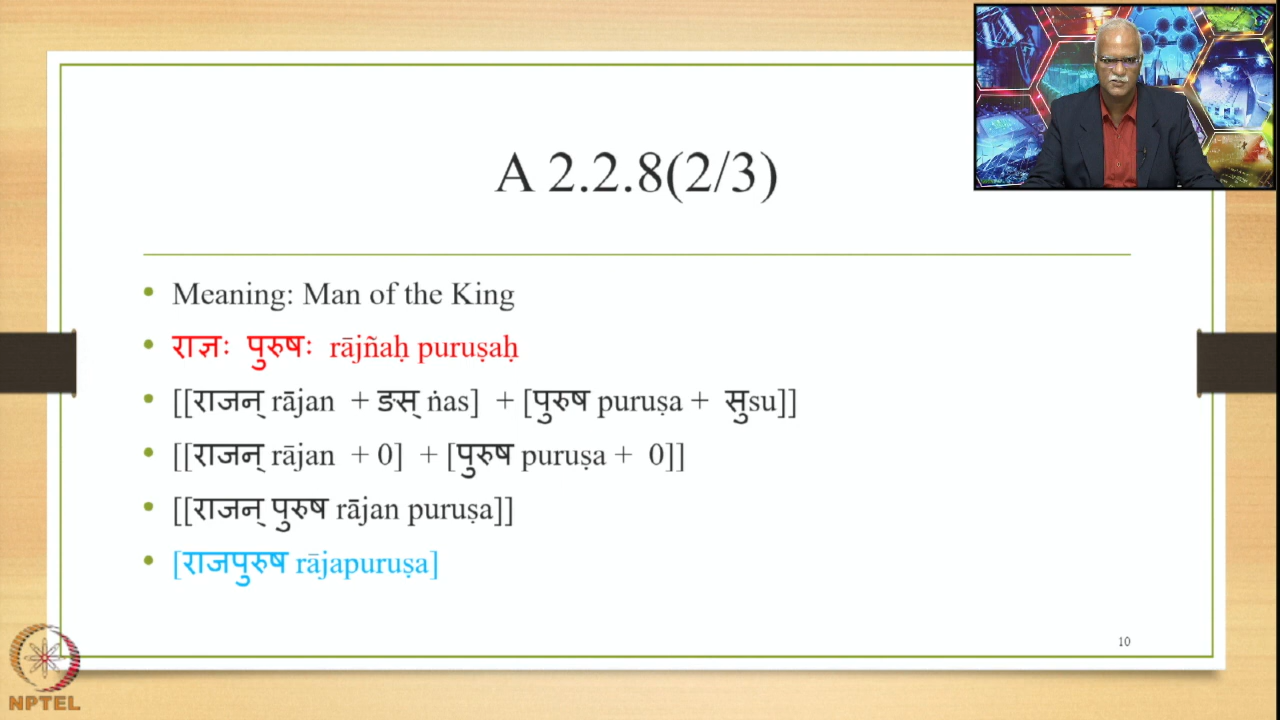 A 2.2.8(2/3)
Meaning: Man of the King
राज्ञः पुरुषः rājñaḥ puruṣaḥ
[[राजन् rājan + ङस् ṅas] + [पुरुष puruṣa + सुsu]]
[[राजन् rājan + 0] + [पुरुष puruṣa + 0]]
[[राजन् पुरुष rājan puruṣa]]
[राजपुरुष rājapuruṣa]
10
NPTEL